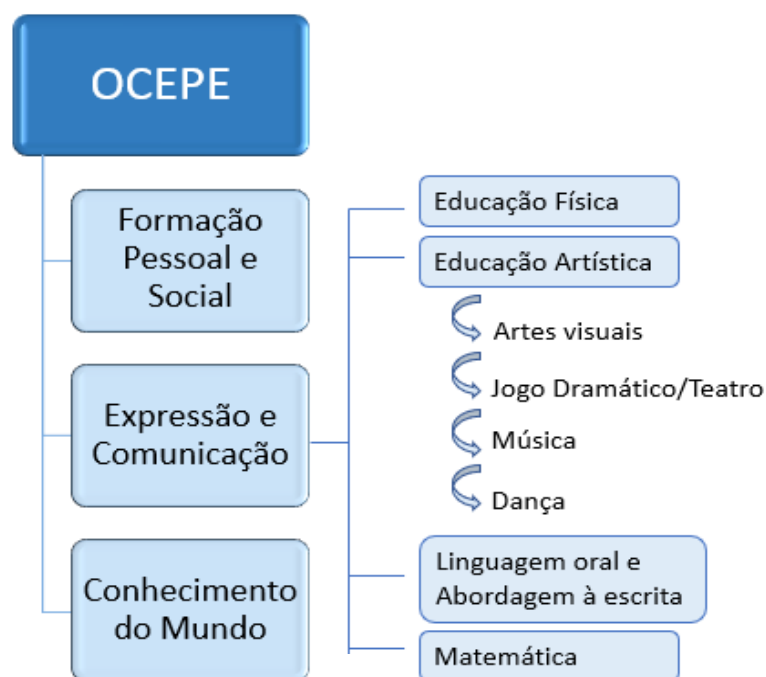 OCEPE
Formação
Pessoal e
Social
Expressão e
Comunicação
Conhecimento
do Mundo
Educação Física
Educação Artística
Artes visuais
Jogo Dramático/Teatro
Música
Dança
Linguagem oral e
Abordagem à escrita
Matemática